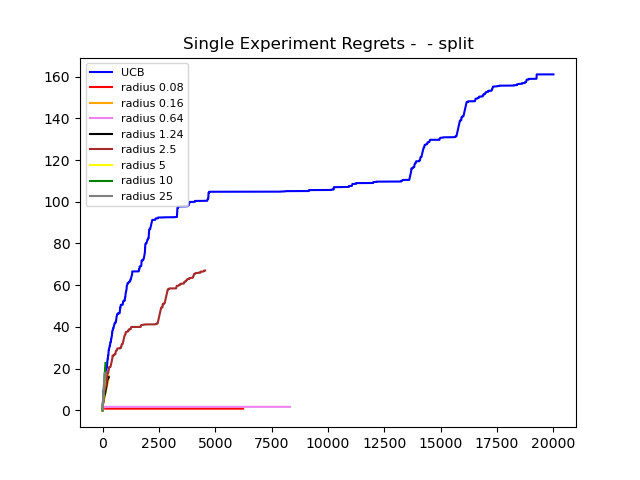 Single Experiment Regrets -  - split
160
140
120
100
80
60
40
20
0
UCB
radius 0.08
radius 0.16
radius 0.64
radius 1.24
radius 2.5
radius 5
radius 10
radius 25
0 2500 5000 7500 10000 12500 15000 17500 20000